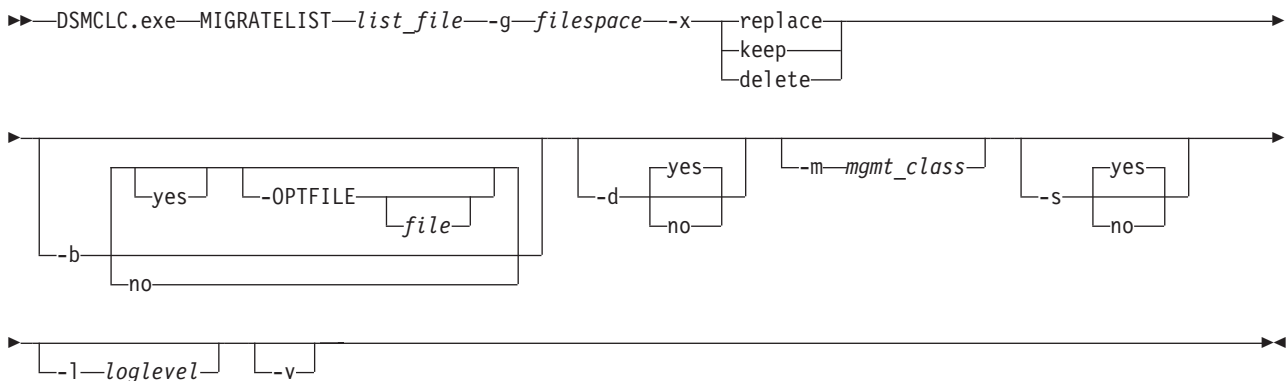 DSMCLC.exe MIGRATELIST list_file -g filespace -x replace
keep
delete
yes -OPTFILE file
-b
no
-d yes
no
-m mgmt_class
-s yes
no
-l loglevel -v